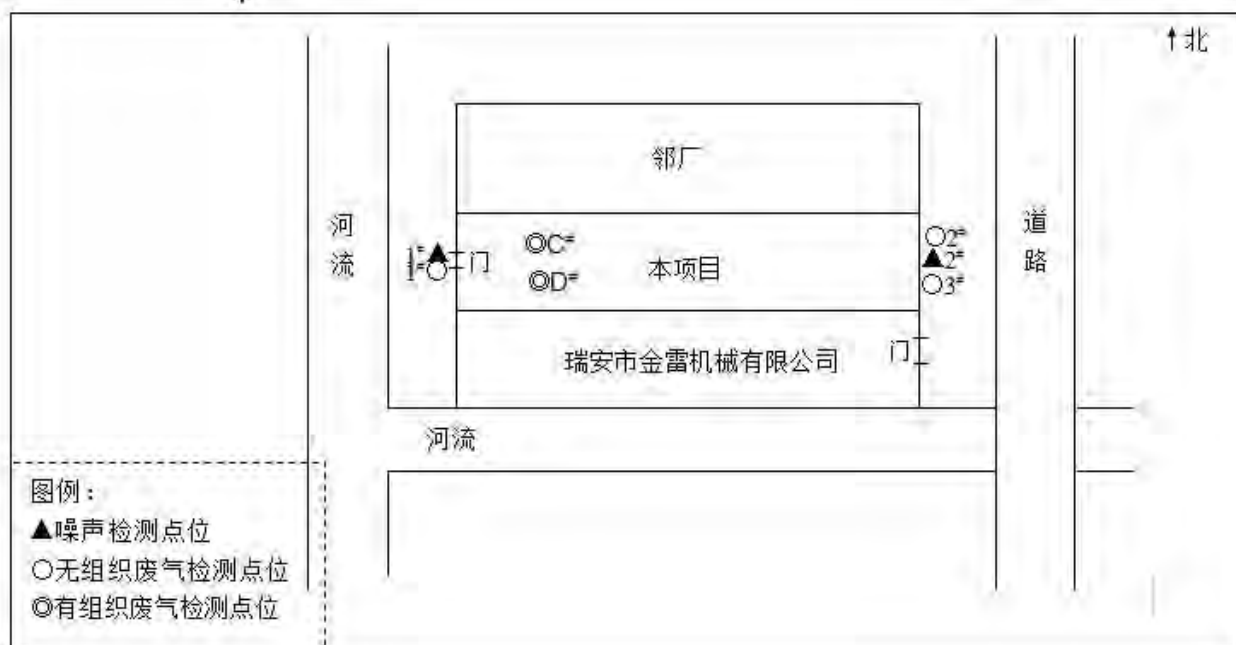 ↑北
邻厂
河流
道路
1#▲
1#○
门
◎C#
◎D#
本项目
○2#
▲2#
○3#
瑞安市金雷机械有限公司
门
河流
图例：
▲噪声检测点位
○无组织废气检测点位
◎有组织废气检测点位